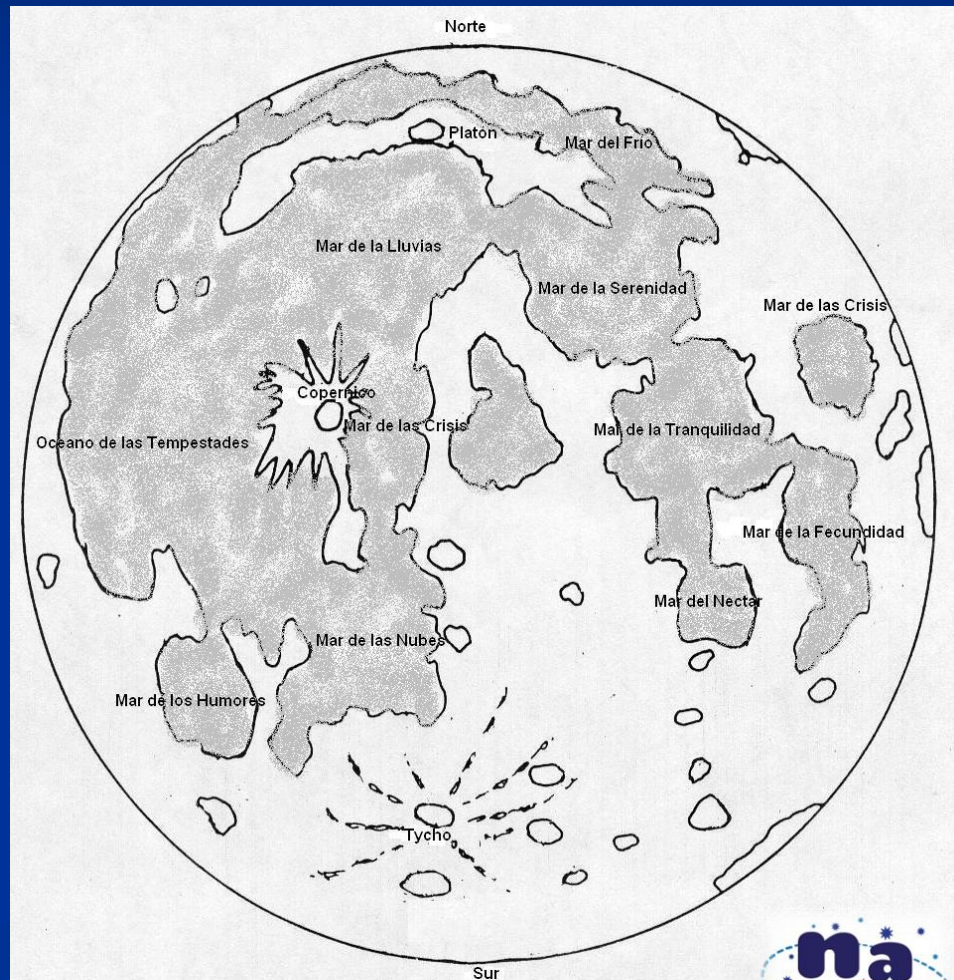 Norte
Platón
Mar del Frio
Mar de la Lluvias
Mar de la Serenidad
Mar de las Crisis
Copernico
Mar de las Crisis
Mar de la Tranquilidad
Oceano de las Tempestades
Mar de la Fecundidad
Mar del Nectar
Mar de las Nubes
Mar de los Humores
Tycho
Sur
na